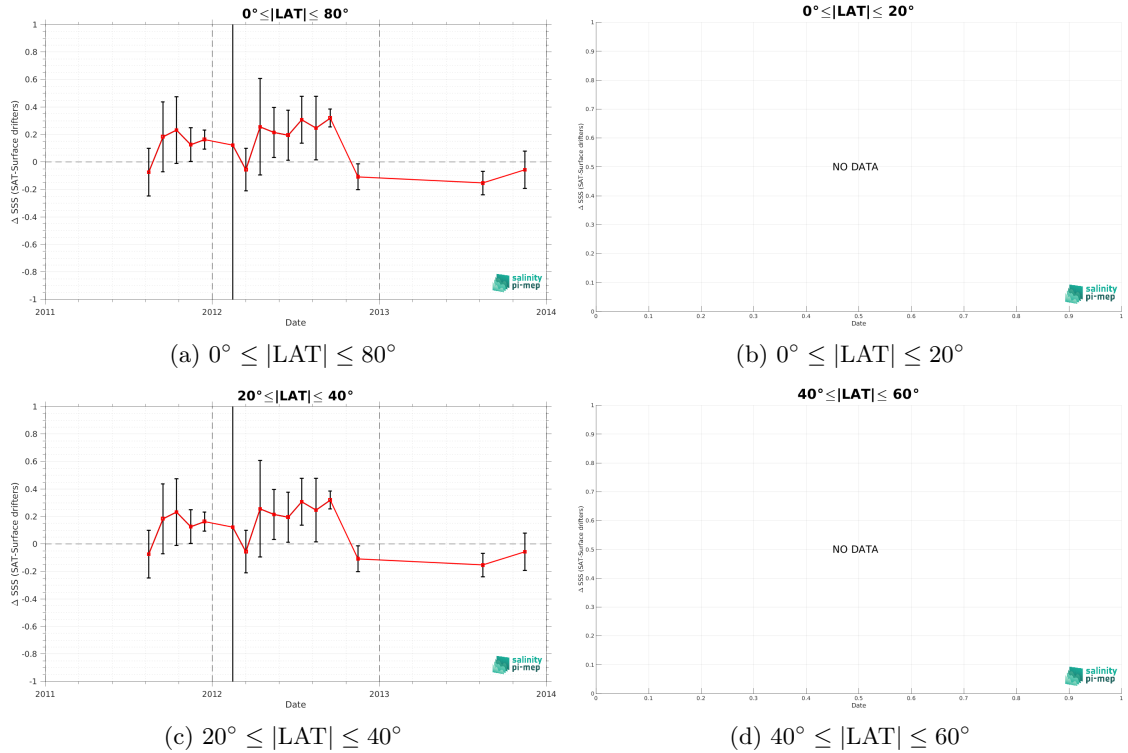 0°≤|LAT|≤ 80°
1
0.8
0.6
0.4
0.2
0
-0.2
-0.4
-0.6
-0.8
-1
Δ SSS (SAT-Surface drifters)
2011
2012
2013
2014
Date
salinity
pi-mep
(a) 0° ≤ |LAT| ≤ 80°
0°≤|LAT|≤ 20°
1
0.9
0.8
0.7
0.6
0.5
0.4
0.3
0.2
0.1
0
Δ SSS (SAT-Surface drifters)
NO DATA
0
0.1
0.2
0.3
0.4
0.5
0.6
0.7
0.8
0.9
1
Date
salinity
pi-mep
(b) 0° ≤ |LAT| ≤ 20°
20°≤|LAT|≤ 40°
1
0.8
0.6
0.4
0.2
0
-0.2
-0.4
-0.6
-0.8
-1
Δ SSS (SAT-Surface drifters)
2011
2012
2013
2014
Date
salinity
pi-mep
(c) 20° ≤ |LAT| ≤ 40°
40°≤|LAT|≤ 60°
1
0.9
0.8
0.7
0.6
0.5
0.4
0.3
0.2
0.1
0
Δ SSS (SAT-Surface drifters)
NO DATA
0
0.1
0.2
0.3
0.4
0.5
0.6
0.7
0.8
0.9
1
Date
salinity
pi-mep
(d) 40° ≤ |LAT| ≤ 60°